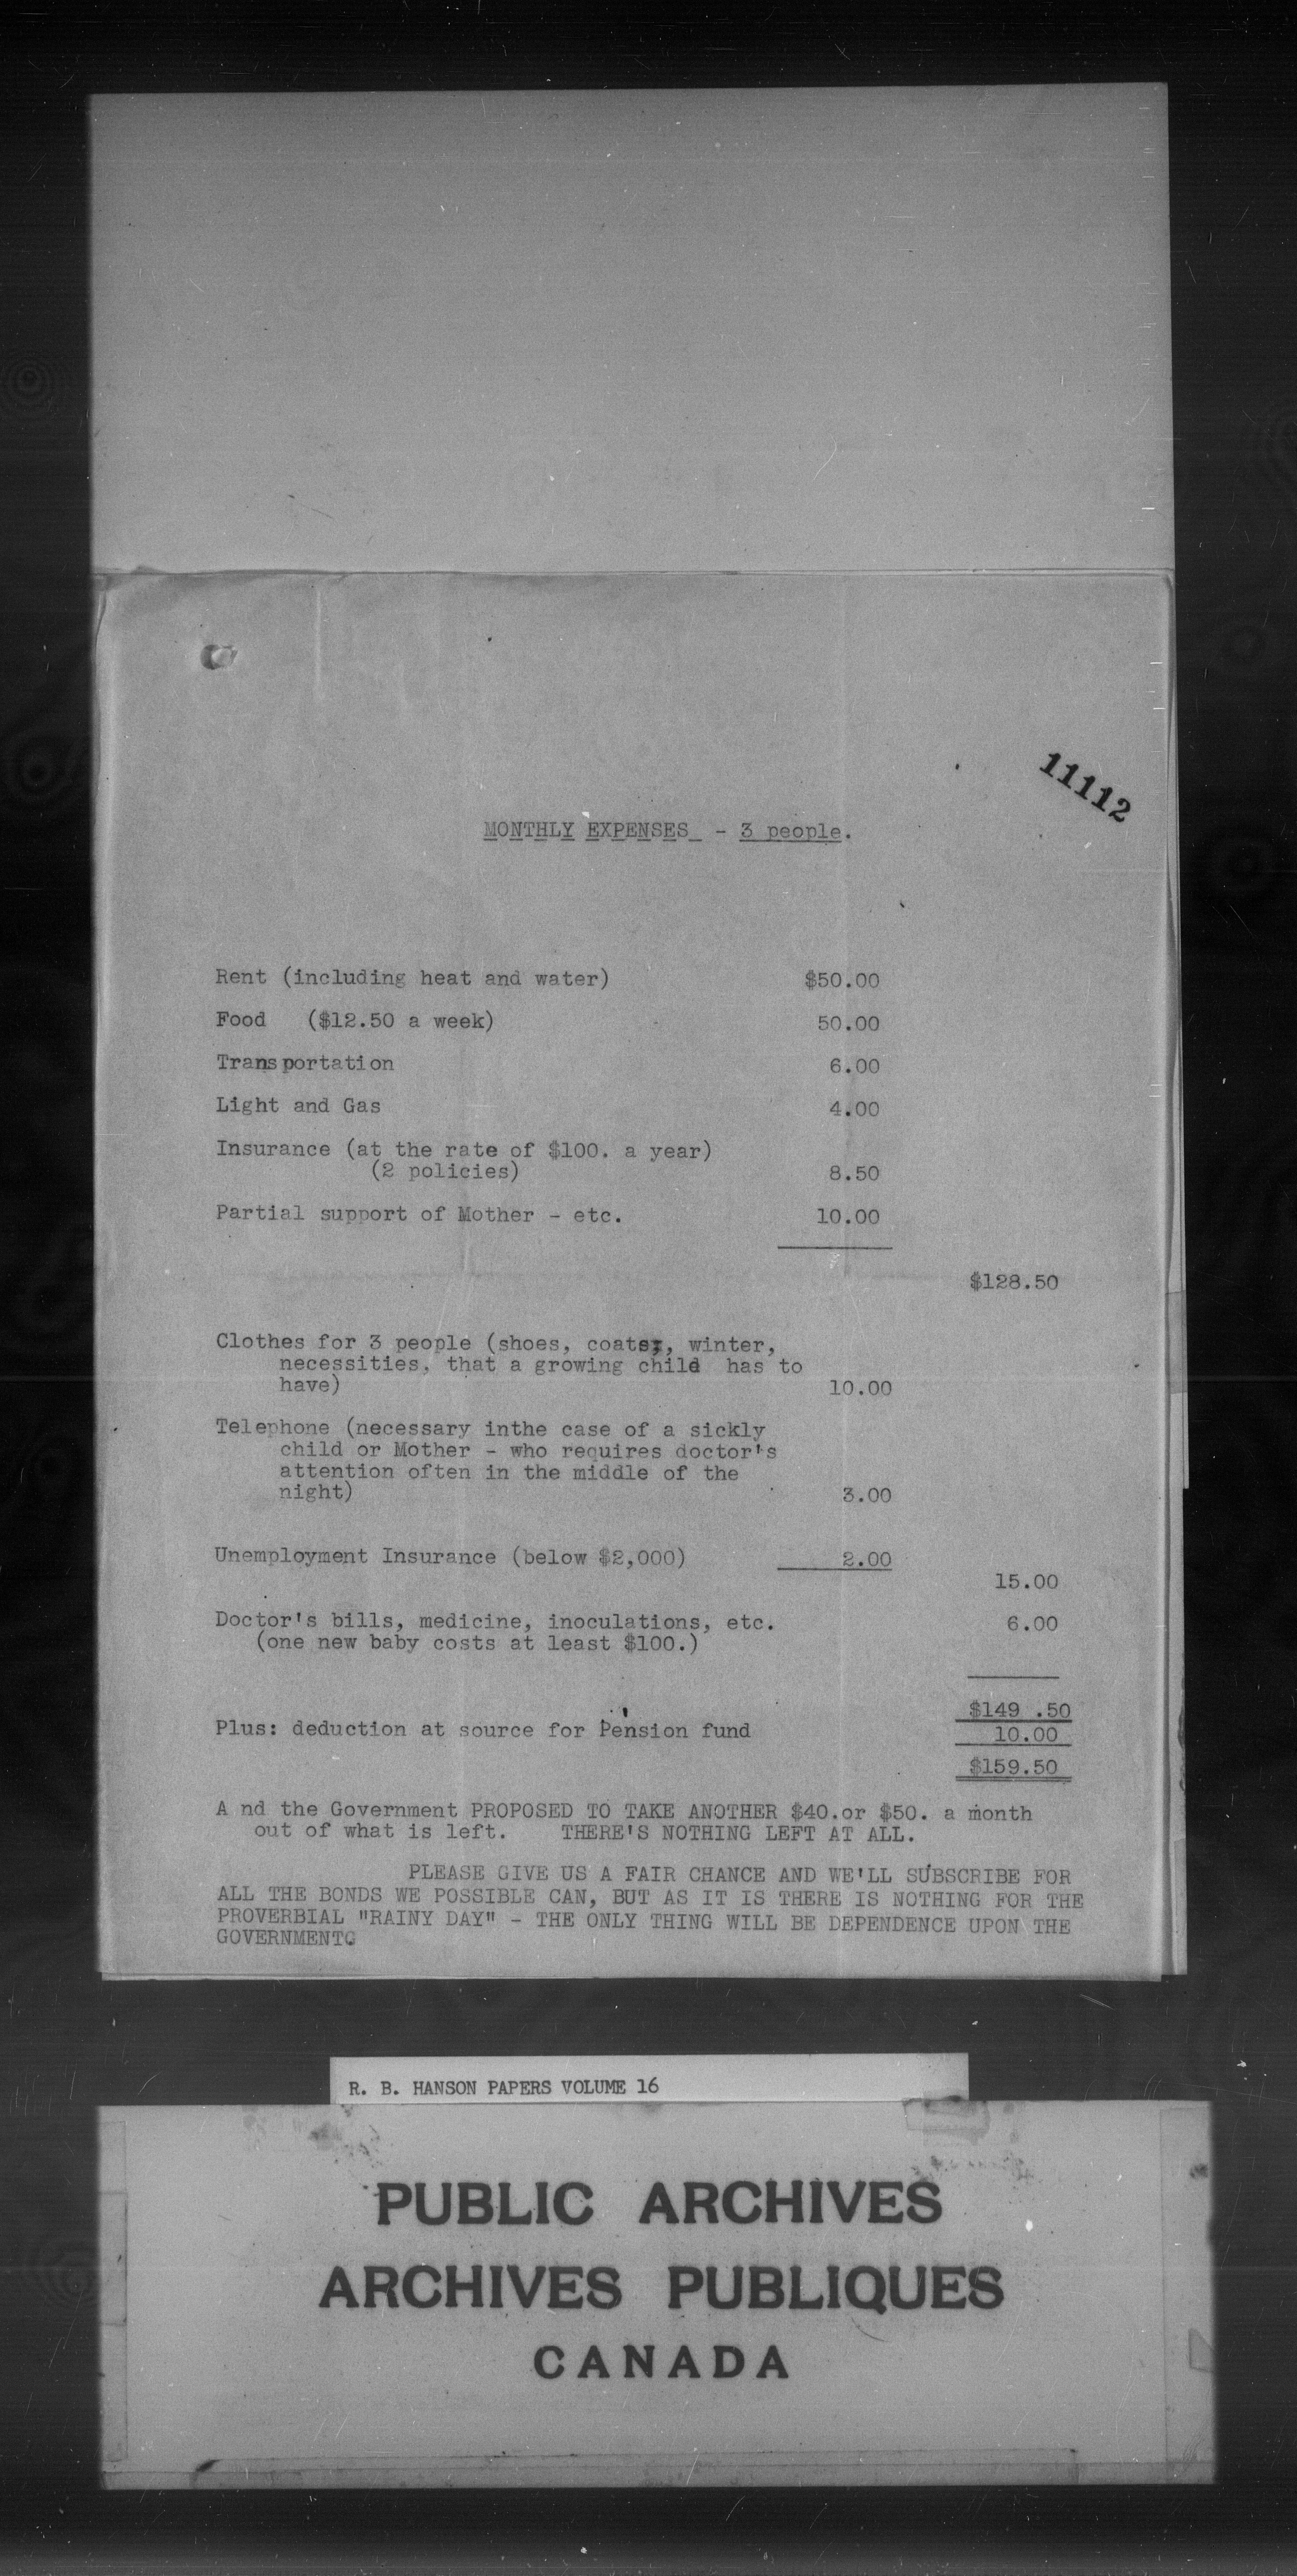 11112
MONTHLY EXPENSES - 3 people.
Rent (including heat and water) $50.00
Food ($12.50 a week) 50.00
Transportation 6.00
Light and Gas 4.00
Insurance (at the rate of $100. a year)
(2 policies) 8.50
Partial support of Mother - etc. 10.00
$128.50
Clothes for 3 people (shoes, coats, winter,
necessities, that a growing child has to
have) 10.00
Telephone (necessary inthe case of a sickly
child or Mother - who requires doctor's
attention often in the middle of the
night) 3.00
Unemployment Insurance (below $2,000) 2.00
15.00
Doctor's bills, medicine, inoculations, etc. 6.00
(one new baby costs at least $100.)
$149 .50
Plus: deduction at source for Pension fund 10.00
$159.50
A nd the Government PROPOSED TO TAKE ANOTHER $40.or $50. a month
out of what is left. THERE'S NOTHING LEFT AT ALL.
PLEASE GIVE US A FAIR CHANCE AND WE'LL SUBSCRIBE FOR
ALL THE BONDS WE POSSIBLE CAN, BUT AS IT IS THERE IS NOTHING FOR THE
PROVERBIAL "RAINY DAY" - THE ONLY THING WILL BE DEPENDENCE UPON THE
GOVERNMENT
R. B. HANSON PAPERS VOLUME 16
PUBLIC ARCHIVES
ARCHIVES PUBLIQUES
CANADA